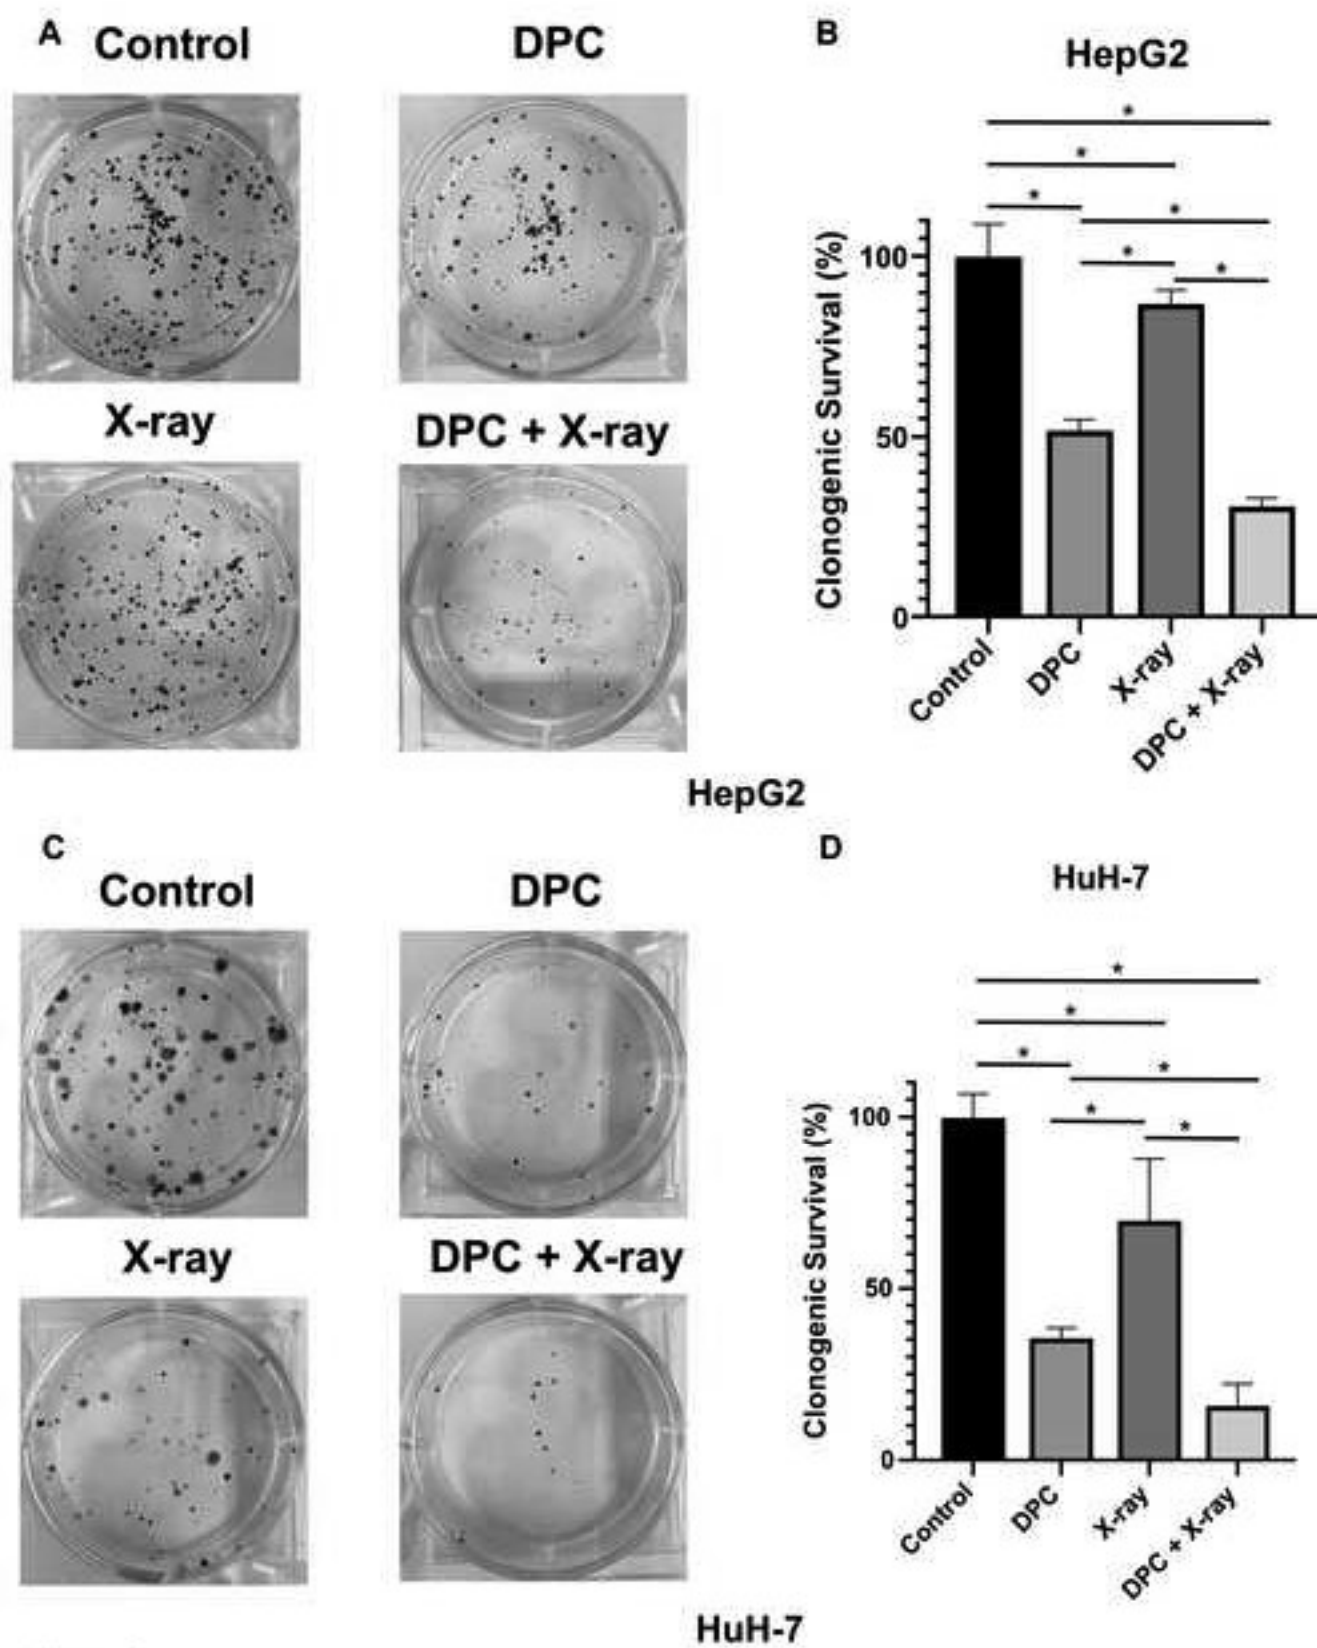 A
Control
DPC
X-ray
DPC + X-ray
B
HepG2
* 
*
*
*
*
*
Clonogenic Survival (%)
100
50
0
Control
DPC
X-ray
DPC + X-ray
HepG2
C
Control
DPC
X-ray
DPC + X-ray
D
HuH-7
*
*
*
*
*
*
Clonogenic Survival (%)
100
50
0
Control
DPC
X-ray
DPC + X-ray
HuH-7